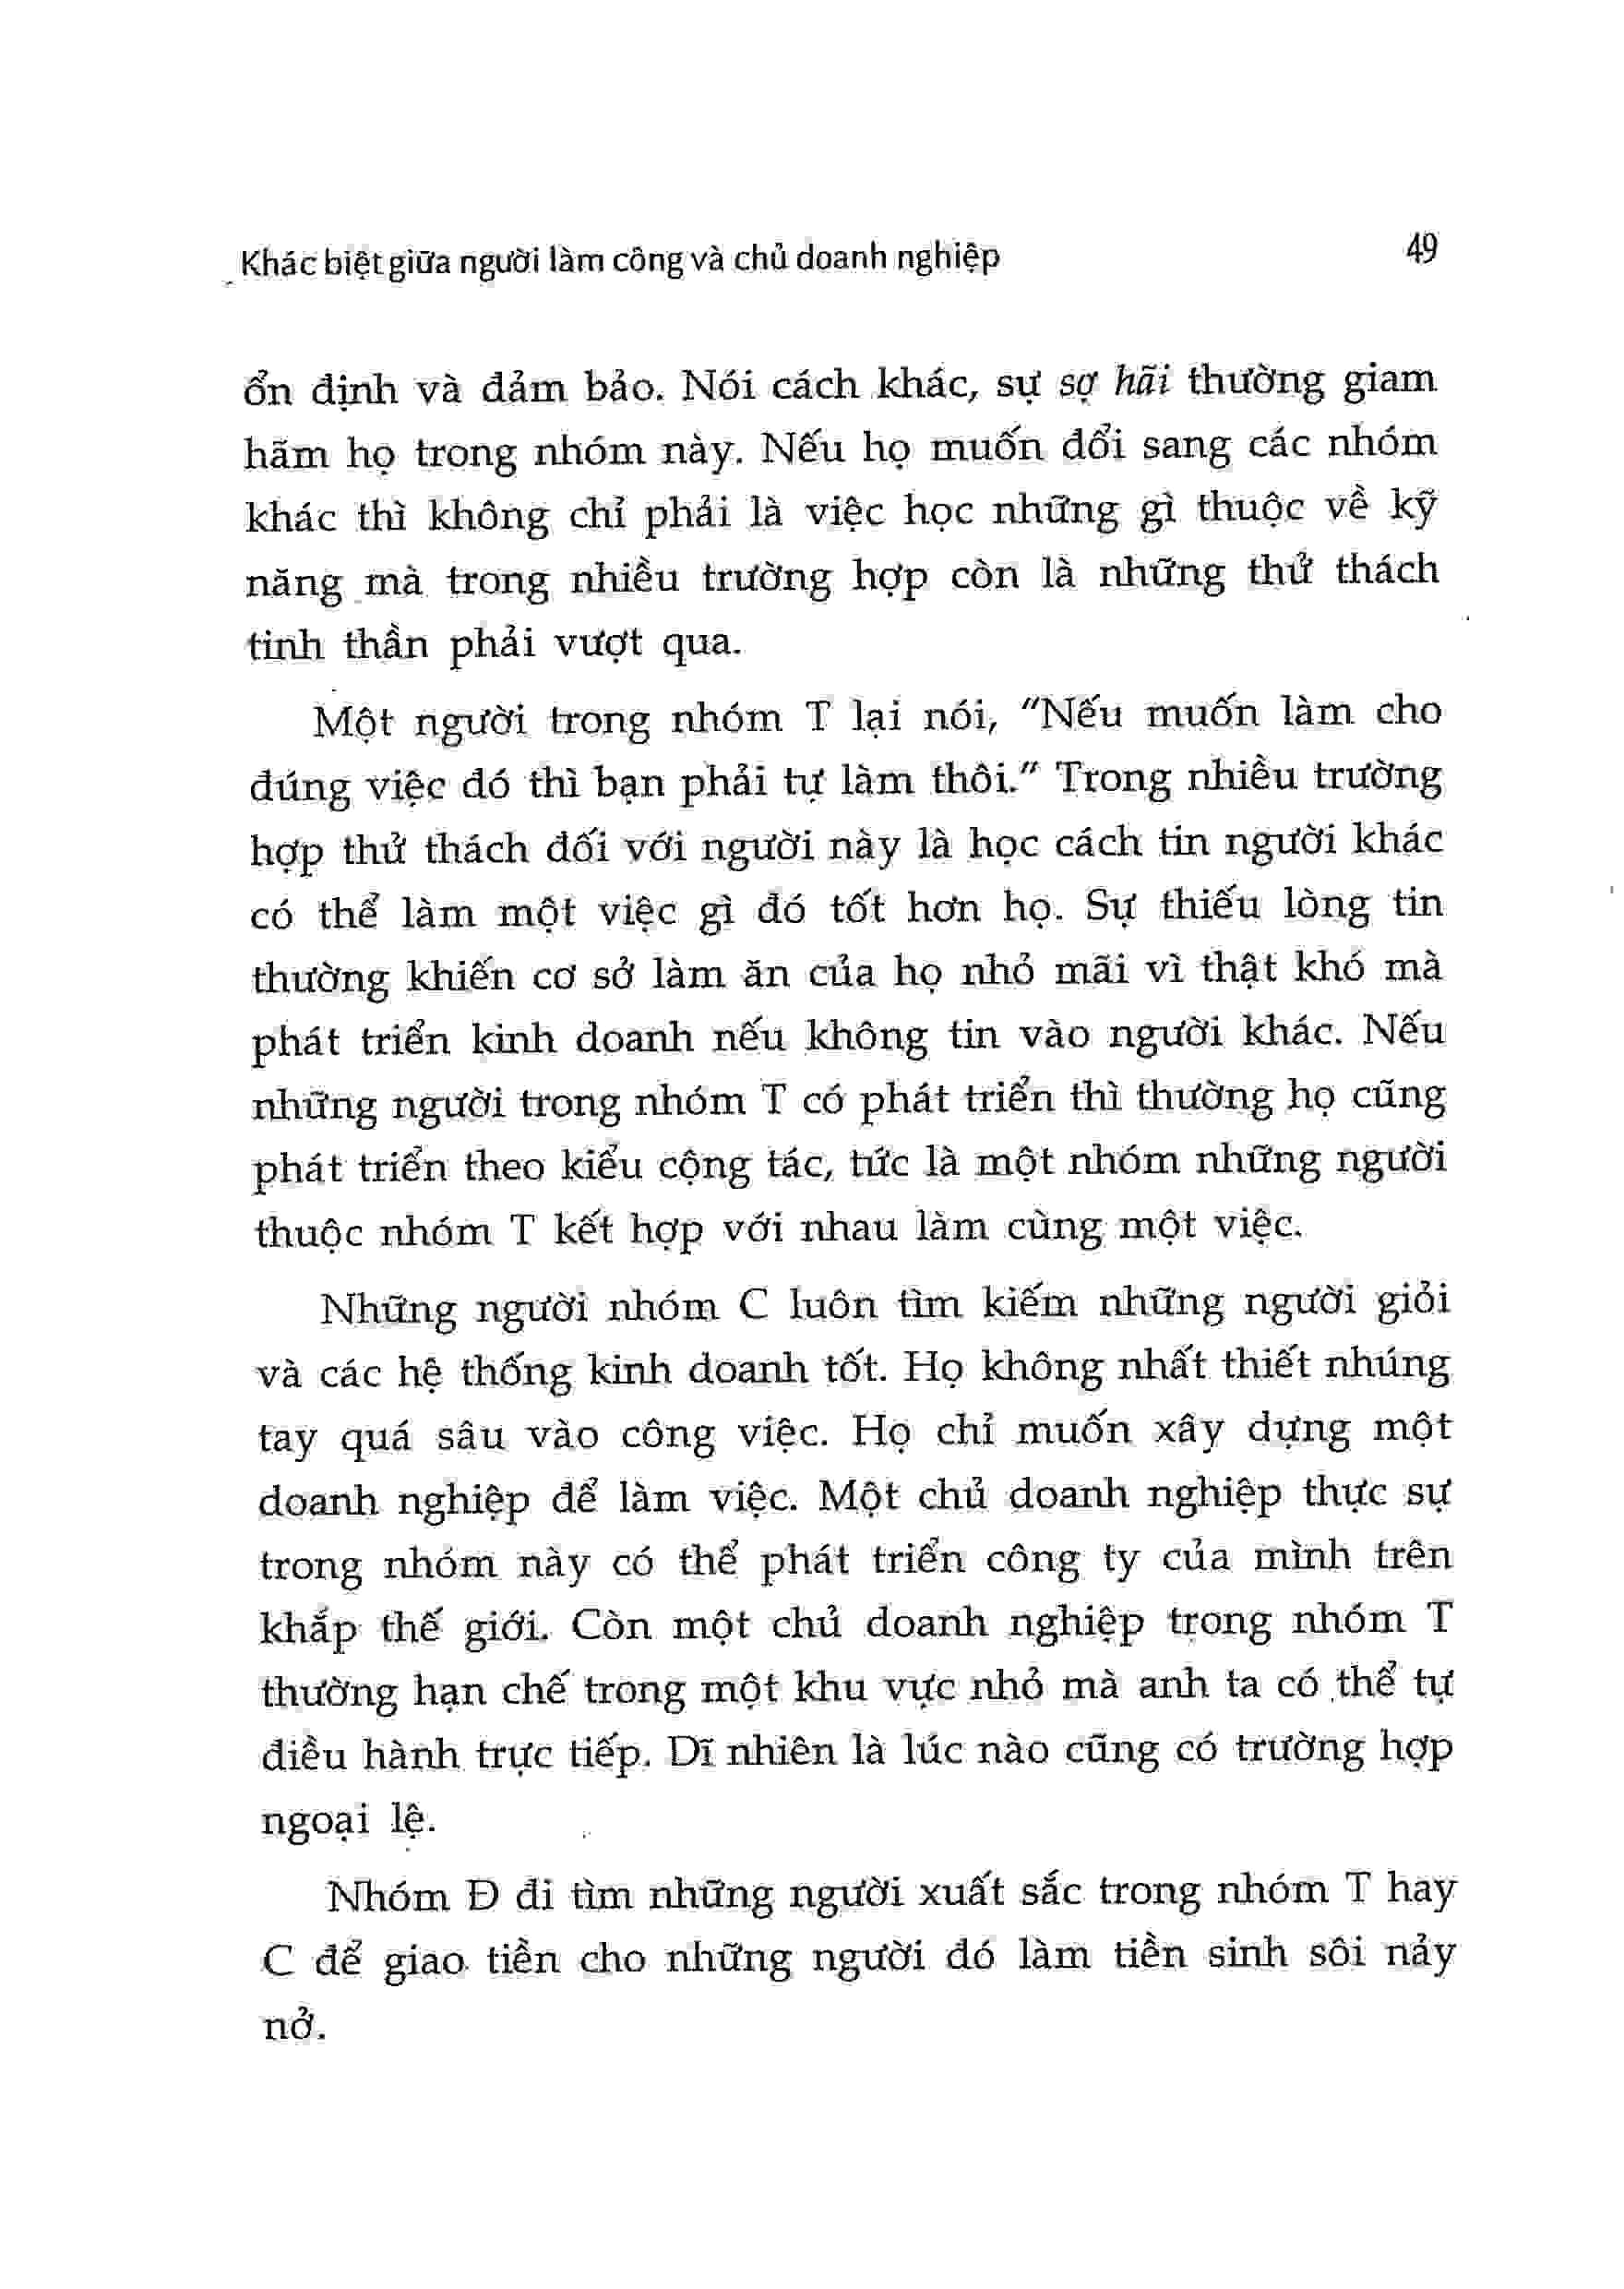 Khác biệt giữa người làm công và chủ doanh nghiệp 49
ổn định và đảm bảo. Nói cách khác, sự sợ hãi thường giam
hãm họ trong nhóm này. Nếu họ muốn đổi sang các nhóm
khác thì không chỉ phải là việc học những gì thuộc về kỹ
năng mà trong nhiều trường hợp còn là những thử thách
tinh thần phải vượt qua.
Một người trong nhóm T lại nói, "Nếu muốn làm cho
đúng việc đó thì bạn phải tự làm thôi." Trong nhiều trường
hợp thử thách đối với người này là học cách tin người khác
có thể làm một việc gì đó tốt hơn họ. Sự thiếu lòng tin
thường khiến cơ sở làm ăn của họ nhỏ mãi vì thật khó mà
phát triển kinh doanh nếu không tin vào người khác. Nếu
những người trong nhóm T có phát triển thì thường họ cũng
phát triển theo kiểu cộng tác, tức là một nhóm những người
thuộc nhóm T kết hợp với nhau làm cùng một việc.
Những người nhóm C luôn tìm kiếm những người giỏi
và các hệ thống kinh doanh tốt. Họ không nhất thiết nhúng
tay quá sâu vào công việc. Họ chỉ muốn xây dựng một
doanh nghiệp để làm việc. Một chủ doanh nghiệp thực sự
trong nhóm này có thể phát triển công ty của mình trên
khắp thế giới. Còn một chủ doanh nghiệp trong nhóm T
thường hạn chế trong một khu vực nhỏ mà anh ta có thể tự
điều hành trực tiếp. Dĩ nhiên là lúc nào cũng có trường hợp
ngoại lệ.
Nhóm Đ đi tìm những người xuất sắc trong nhóm T hay
C để giao tiền cho những người đó làm tiền sinh sôi nảy
nở.